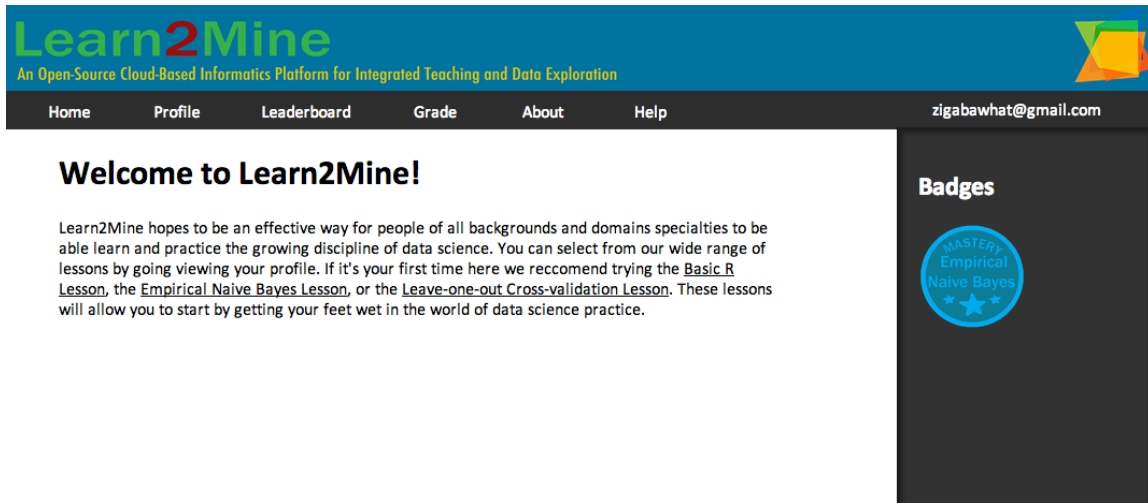 Learn2Mine
An Open-Source Cloud-Based Informatics Platform for Integrated Teaching and Data Exploration
Home Profile Leaderboard Grade About Help zigabawhat@gmail.com
Welcome to Learn2Mine!
Learn2Mine hopes to be an effective way for people of all backgrounds and domains specialties to be
able learn and practice the growing discipline of data science. You can select from our wide range of
lessons by going viewing your profile. If it's your first time here we reccomend trying the Basic R
Lesson, the Empirical Naive Bayes Lesson, or the Leave-one-out Cross-validation Lesson. These lessons
will allow you to start by getting your feet wet in the world of data science practice.
Badges
MASTERY
Empirical
Naive Bayes